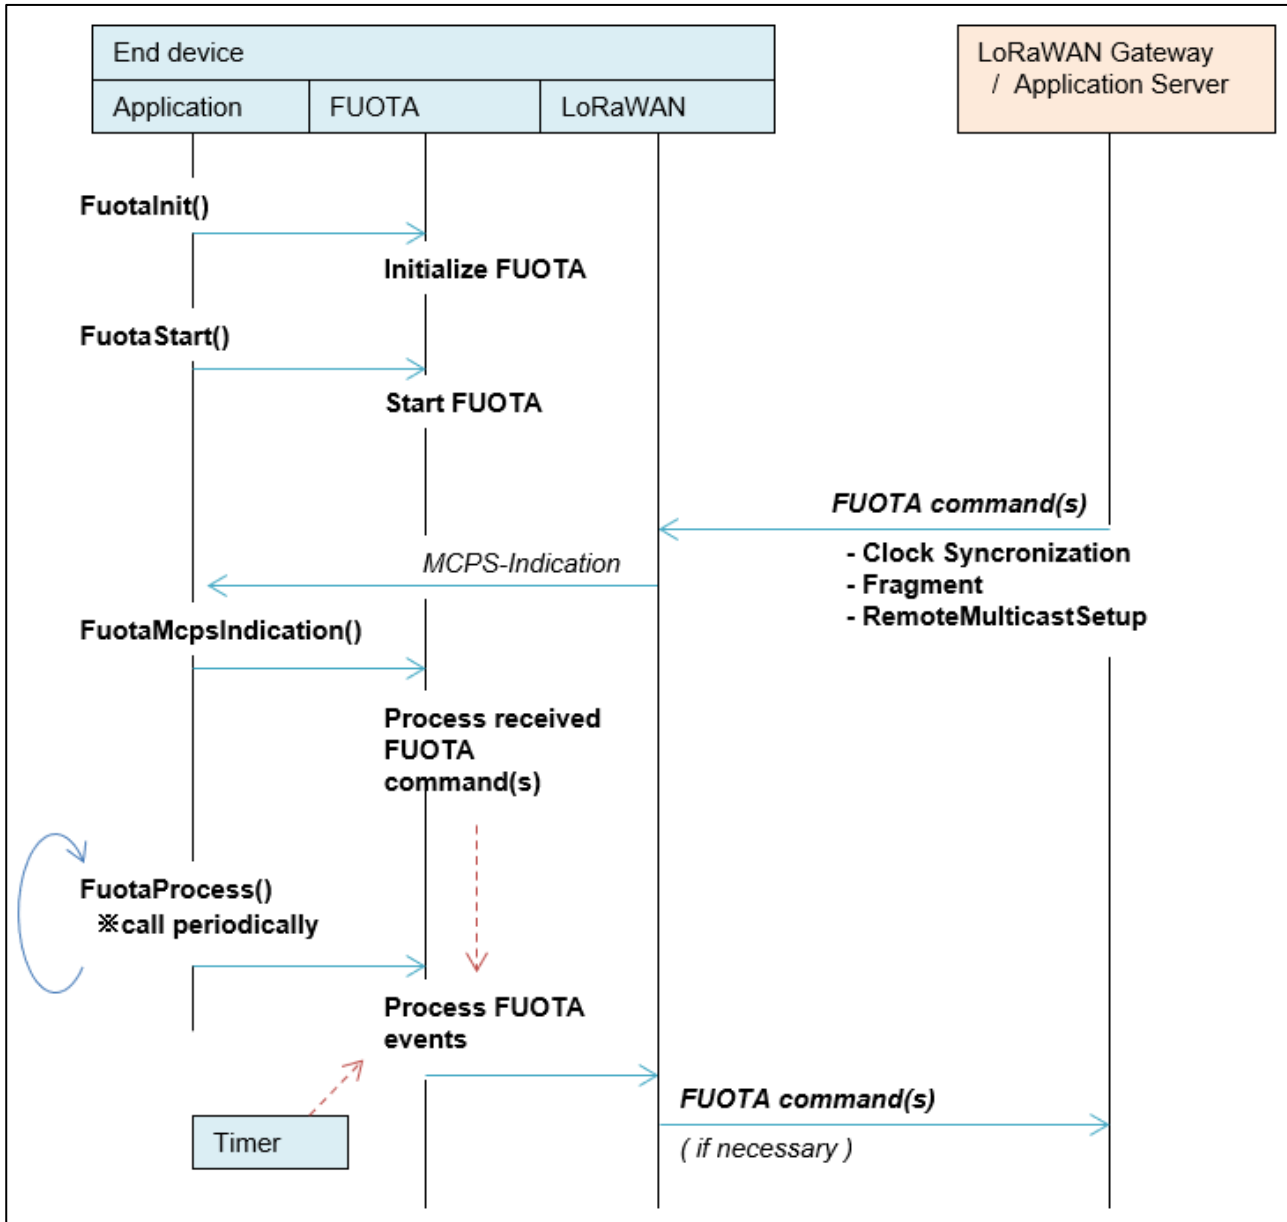 End device
LoRaWAN Gateway
/ Application Server
Application
FUOTA
LoRaWAN
FuotaInit()
Initialize FUOTA
FuotaStart()
Start FUOTA
FUOTA command(s)
- Clock Syncronization
- Fragment
- RemoteMulticastSetup
MCPS-Indication
FuotaMcpsIndication()
Process received
FUOTA
command(s)
FuotaProcess()
※call periodically
Process FUOTA
events
FUOTA command(s)
( if necessary )
Timer